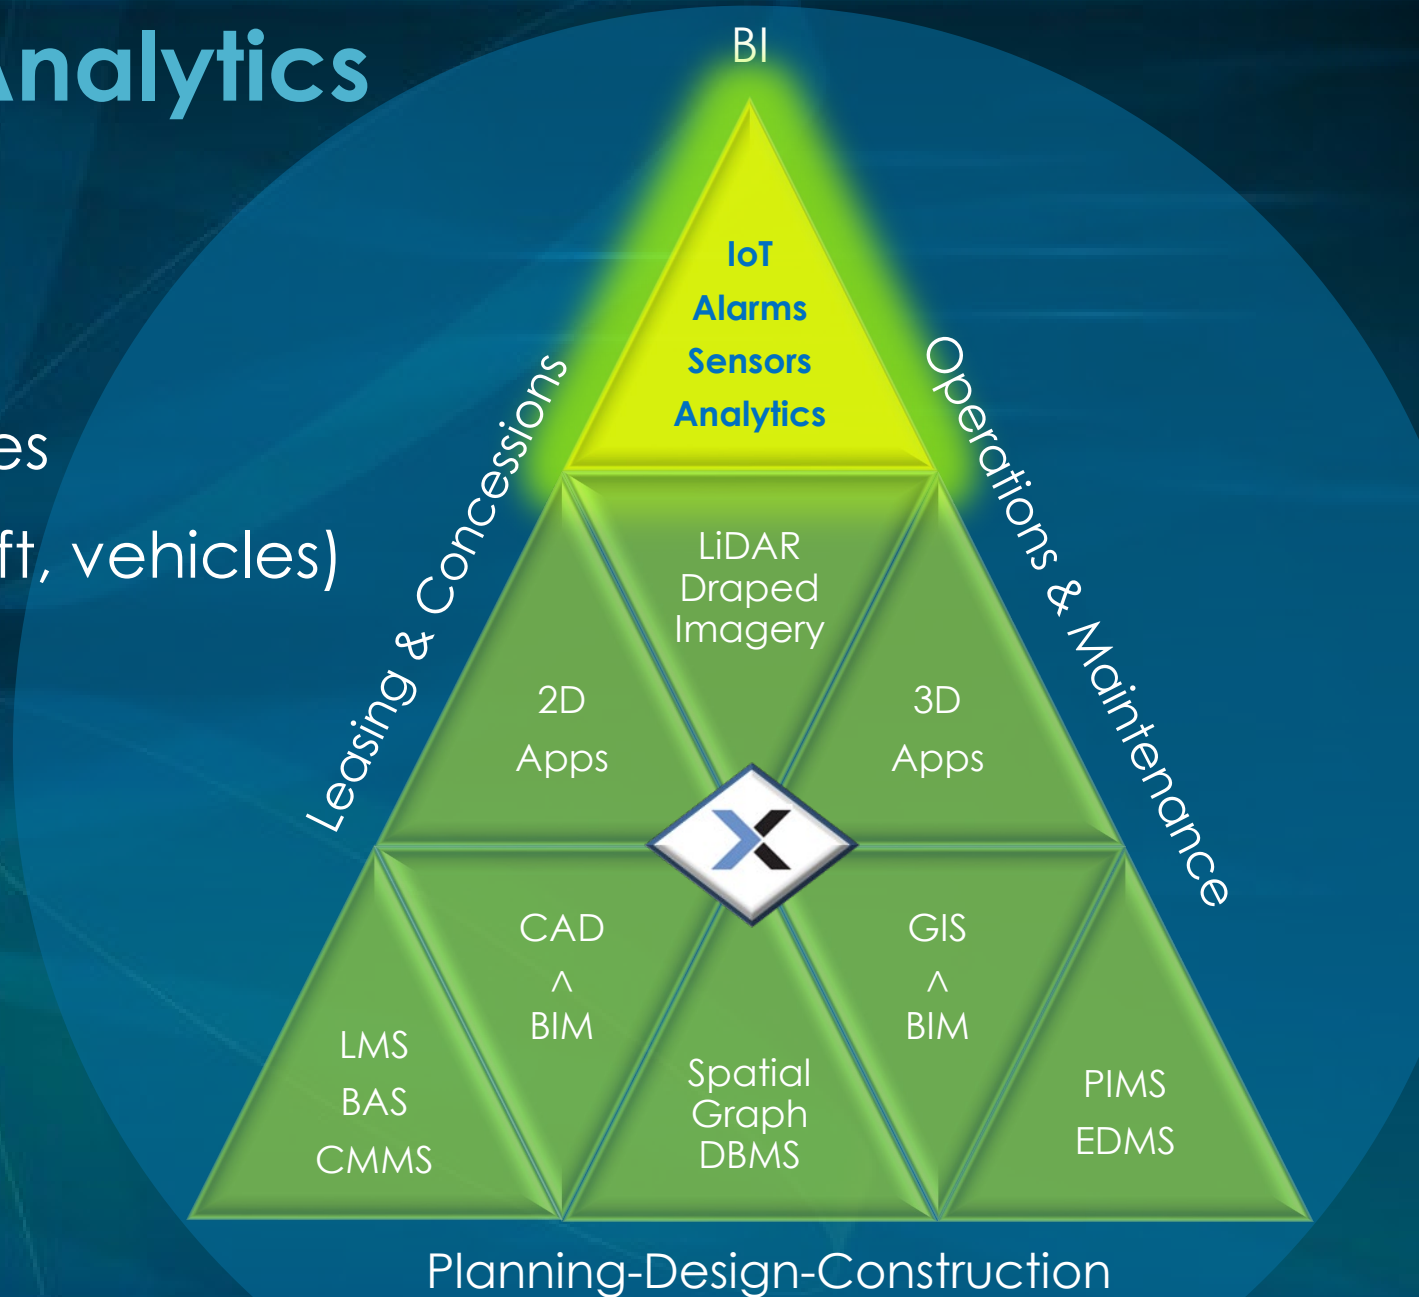 Analytics
es
ft, vehicles)
BI
IoT
Alarms
Sensors
Analytics
Leasing & Concessions
Operations & Maintenance
LiDAR
Draped
Imagery
2D
Apps
3D
Apps
CAD
^
BIM
GIS
^
BIM
LMS
BAS
CMMS
Spatial
Graph
DBMS
PIMS
EDMS
Planning-Design-Construction